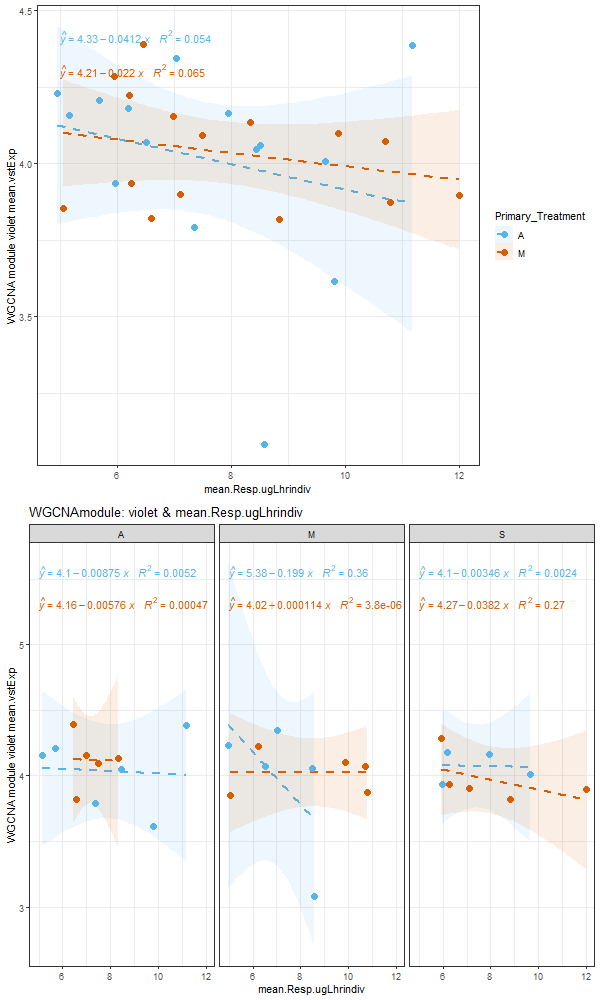 4.5
4.0
3.5
WGCNA module violet mean.vstExp
ŷ = 4.33 − 0.0412 x   R² = 0.054
ŷ = 4.21 − 0.022 x   R² = 0.065
6 8 10 12
mean.Resp.ugLhrindiv
Primary_Treatment
A
M
WGCNAmodule: violet & mean.Resp.ugLhrindiv
A M S
ŷ = 4.1 − 0.00875 x   R² = 0.0052
ŷ = 4.16 − 0.00576 x   R² = 0.00047
ŷ = 5.38 − 0.199 x   R² = 0.36
ŷ = 4.02 + 0.000114 x   R² = 3.8e-06
ŷ = 4.1 − 0.00346 x   R² = 0.0024
ŷ = 4.27 − 0.0382 x   R² = 0.27
5
4
3
WGCNA module violet mean.vstExp
6 8 10 12 6 8 10 12 6 8 10 12
mean.Resp.ugLhrindiv